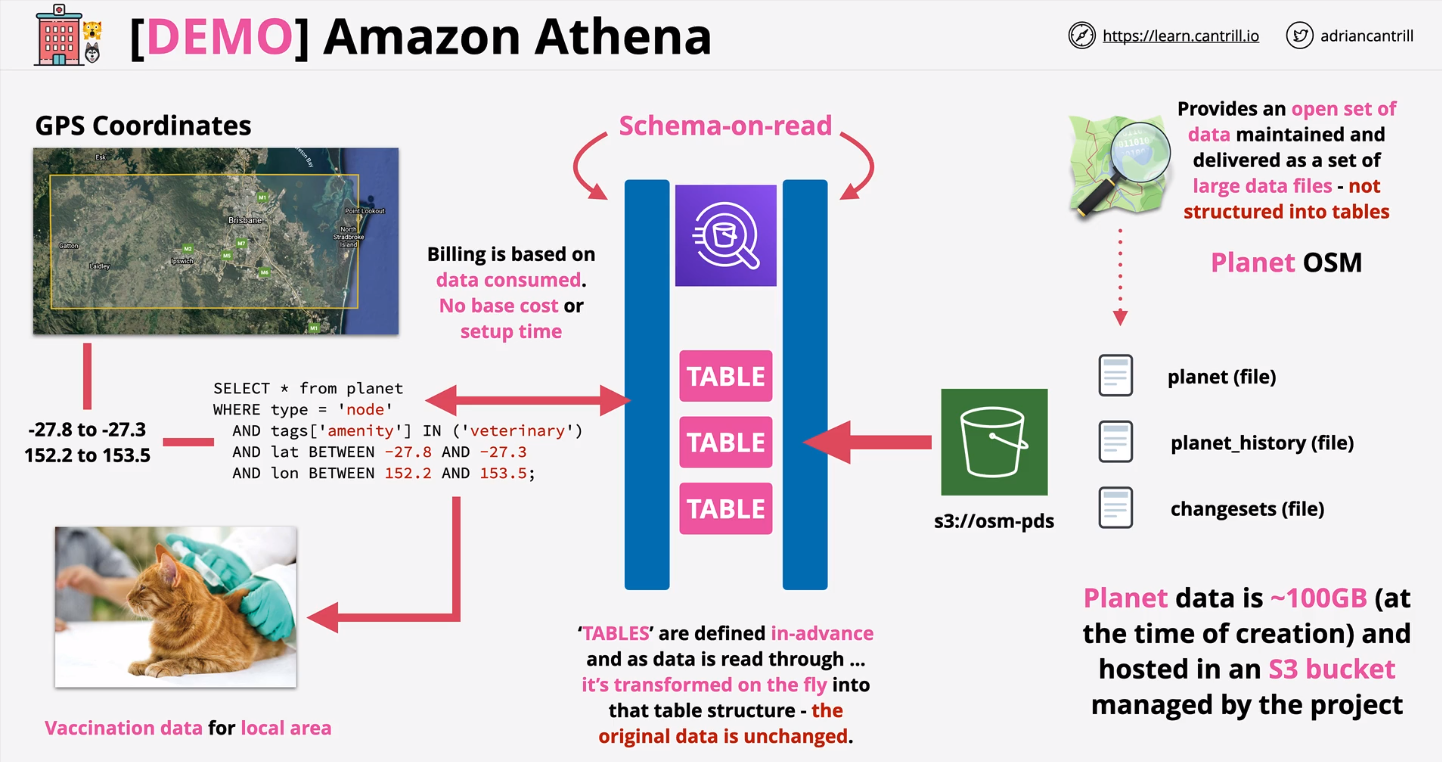 [DEMO] Amazon Athena
https://learn.cantrill.io
adriancantrill
GPS Coordinates
Esk
M1
Brisbane
Point Lookout
North
Stradbroke
Island
Gatton
M2
M7
Laidley
Ipswich
M5
M6
M1
-27.8 to -27.3
152.2 to 153.5
Billing is based on
data consumed.
No base cost or
setup time
SELECT * from planet
WHERE type = 'node'
AND tags['amenity'] IN ('veterinary')
AND lat BETWEEN -27.8 AND -27.3
AND lon BETWEEN 152.2 AND 153.5;
Vaccination data for local area
Schema-on-read
TABLE
TABLE
TABLE
'TABLES' are defined in-advance
and as data is read through ...
it's transformed on the fly into
that table structure - the
original data is unchanged.
s3://osm-pds
Provides an open set of
data maintained and
delivered as a set of
large data files - not
structured into tables
Planet OSM
planet (file)
planet_history (file)
changesets (file)
Planet data is ~100GB (at
the time of creation) and
hosted in an S3 bucket
managed by the project